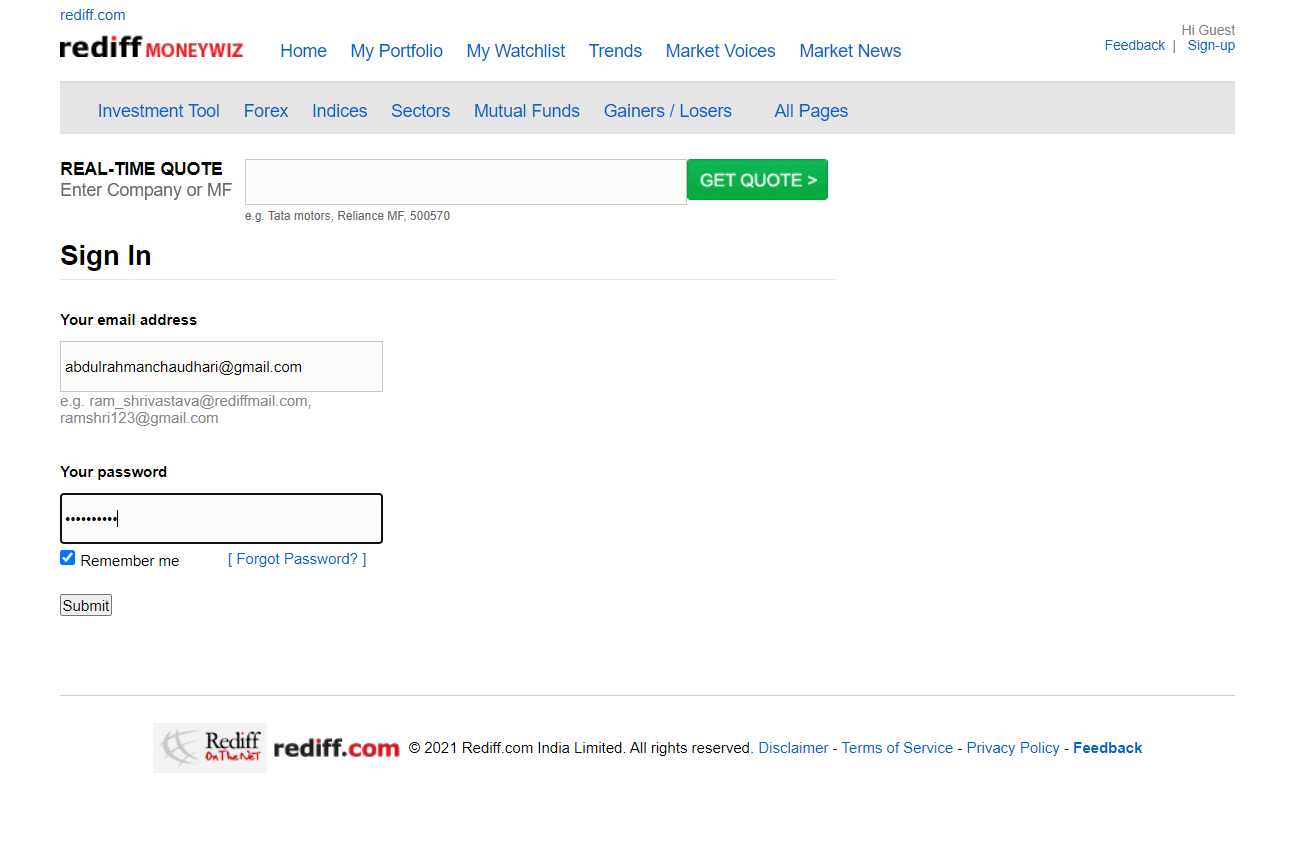 rediff.com
rediff MONEYWIZ Home My Portfolio My Watchlist Trends Market Voices Market News
Hi Guest
Feedback | Sign-up
Investment Tool Forex Indices Sectors Mutual Funds Gainers / Losers All Pages
REAL-TIME QUOTE
Enter Company or MF
GET QUOTE >
e.g. Tata motors, Reliance MF, 500570
Sign In
Your email address
abdulrahmanchaudhari@gmail.com
e.g. ram_shrivastava@rediffmail.com,
ramshri123@gmail.com
Your password
••••••••••
Remember me [ Forgot Password? ]
Submit
Rediff
On The NeT
rediff.com © 2021 Rediff.com India Limited. All rights reserved. Disclaimer - Terms of Service - Privacy Policy - Feedback